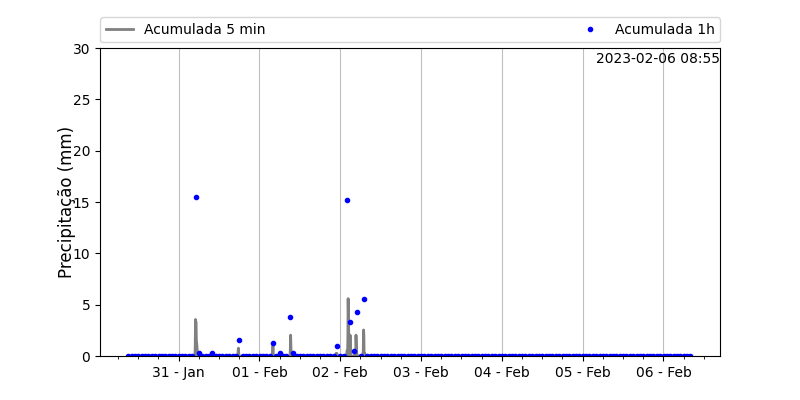 Acumulada 5 min
Acumulada 1h
2023-02-06 08:55
Precipitação (mm)
30
25
20
15
10
5
0
31 - Jan
01 - Feb
02 - Feb
03 - Feb
04 - Feb
05 - Feb
06 - Feb